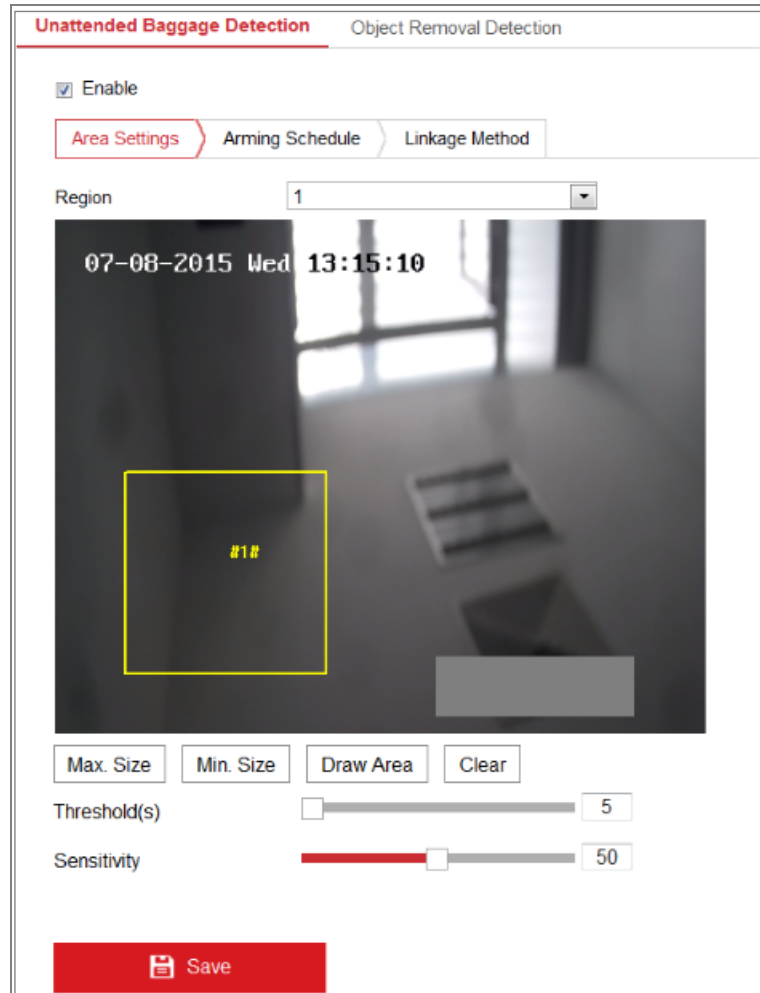 Unattended Baggage Detection Object Removal Detection
Enable
Area Settings Arming Schedule Linkage Method
Region 1
07-08-2015 Wed 13:15:10
#1#
Max. Size Min. Size Draw Area Clear
Threshold(s) 5
Sensitivity 50
Save